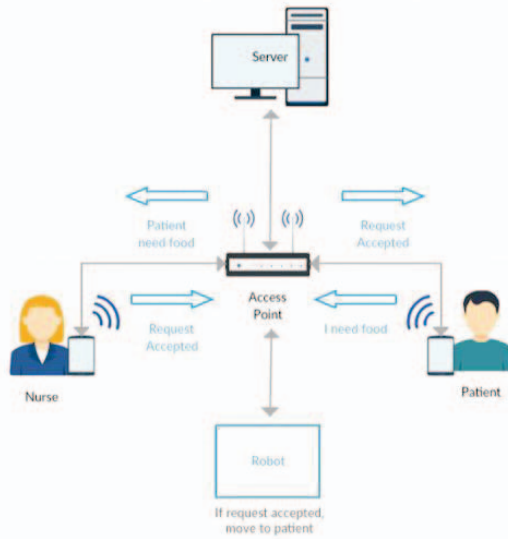 Server
Patient
need food
Request
Accepted
Access
Point
Request
Accepted
I need food
Nurse
Patient
Robot
If request accepted,
move to patient